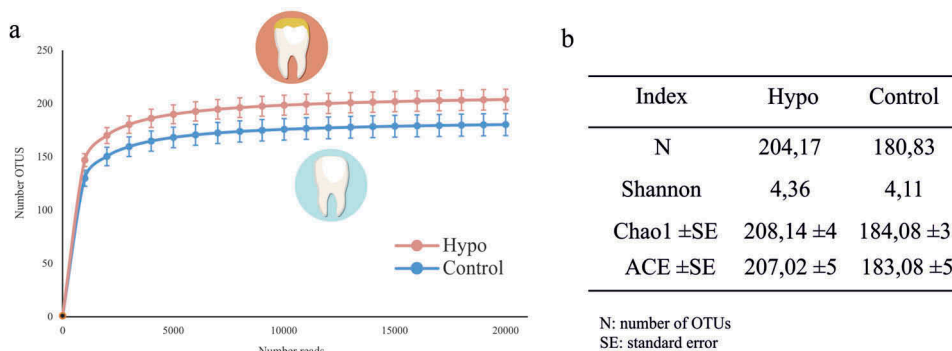 a
250
200
150
100
50
0
Number OTUS
0 5000 10000 15000 20000
Number reads
Hypo
Control
b
Index Hypo Control
N 204,17 180,83
Shannon 4,36 4,11
Chao1 ±SE 208,14 ±4 184,08 ±3
ACE ±SE 207,02 ±5 183,08 ±5
N: number of OTUs
SE: standard error